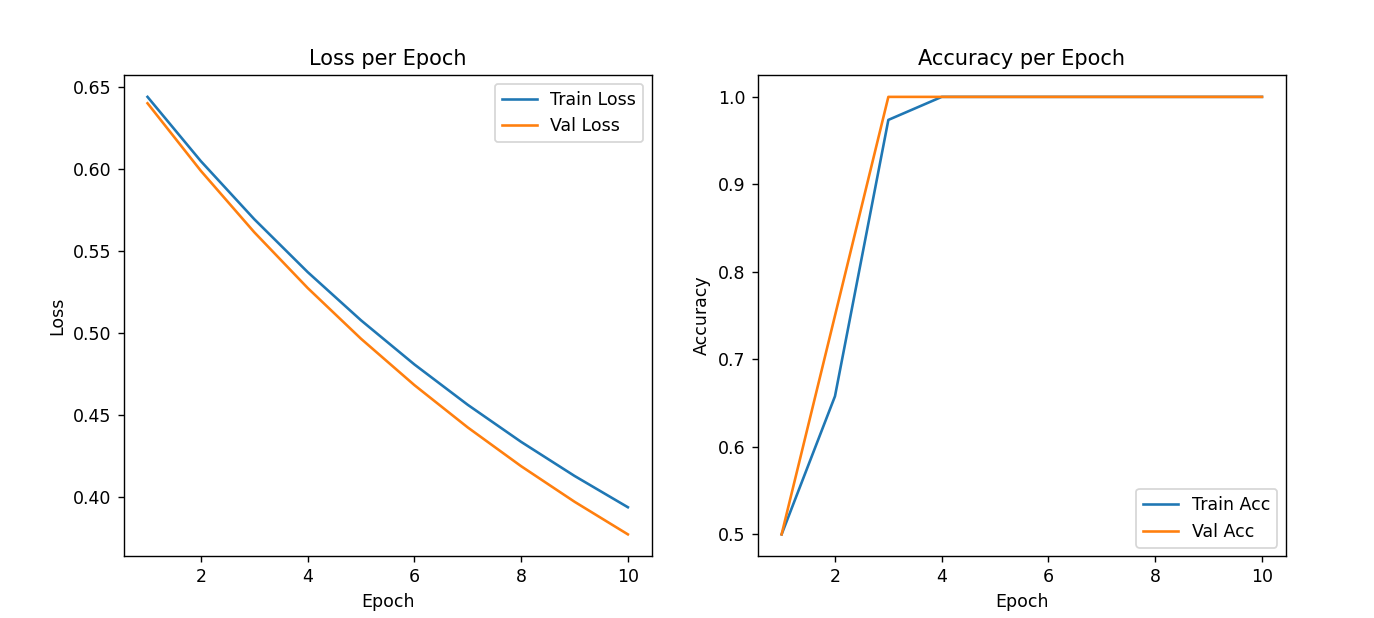 Loss per Epoch
0.65
0.60
0.55
0.50
0.45
0.40
Loss
Train Loss
Val Loss
2 4 6 8 10
Epoch
Accuracy per Epoch
1.0
0.9
0.8
0.7
0.6
0.5
Accuracy
Train Acc
Val Acc
2 4 6 8 10
Epoch